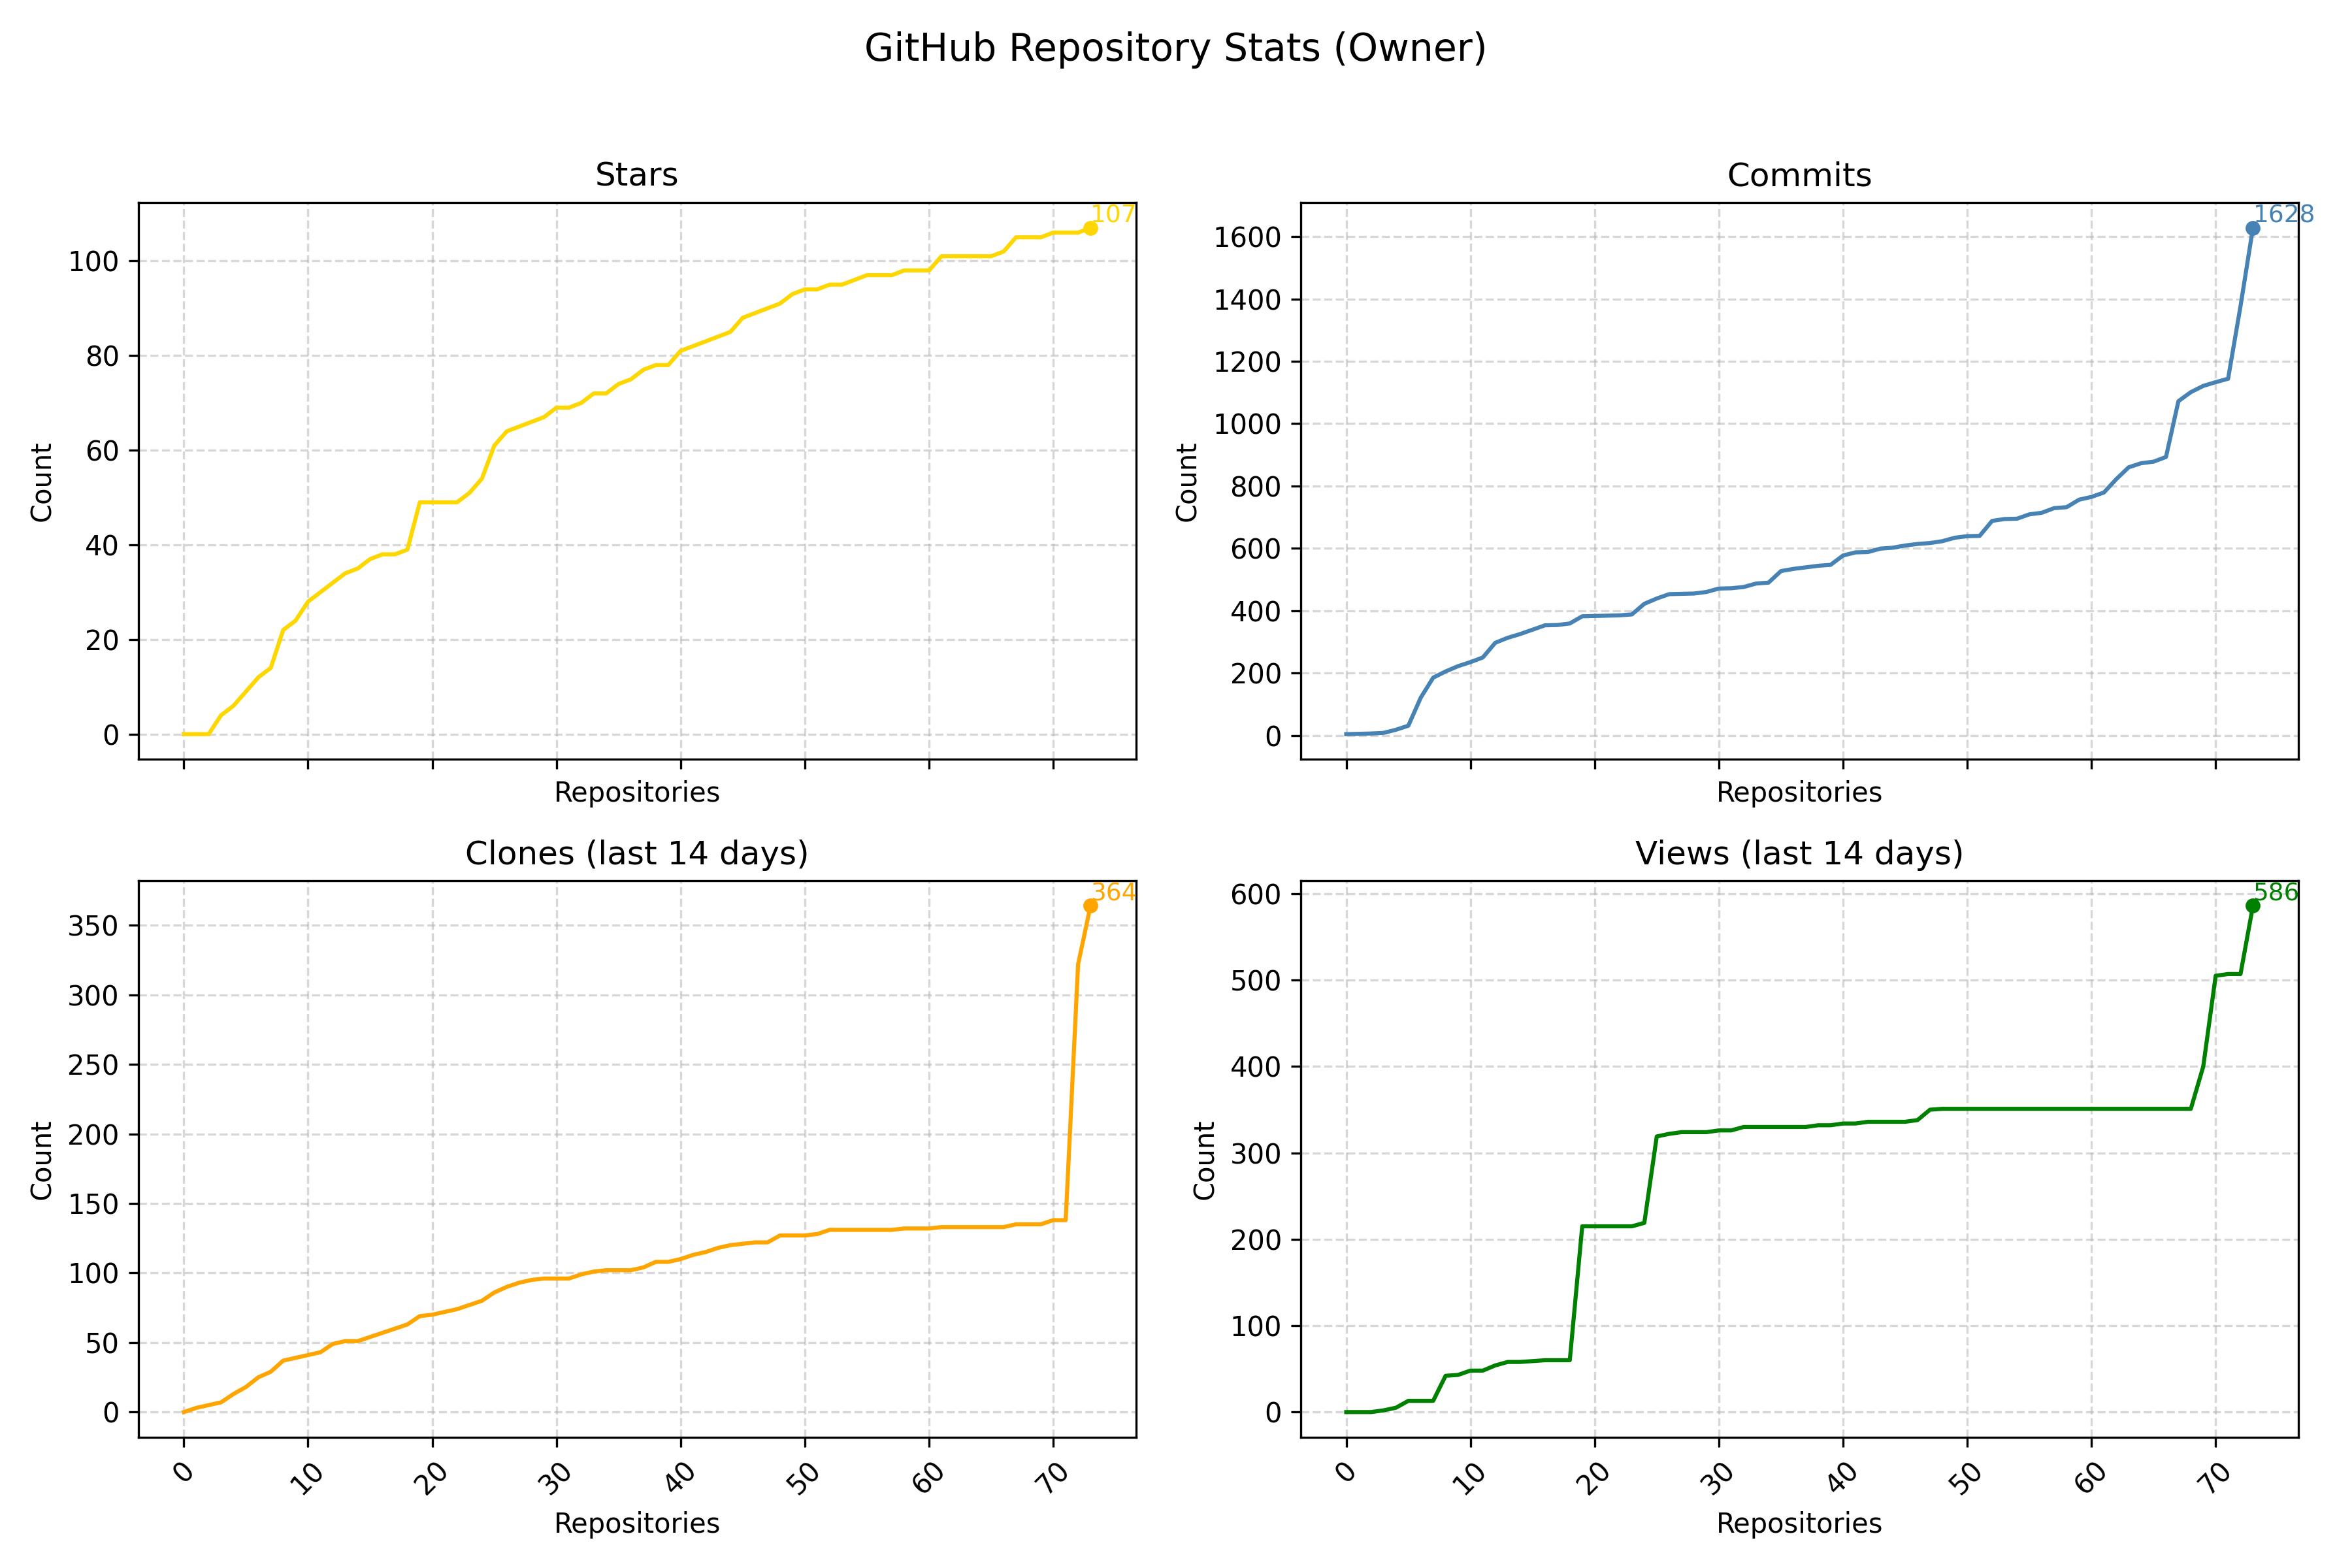 GitHub Repository Stats (Owner)
Stars
107
100
80
60
40
20
0
Count
Repositories
Commits
1628
1600
1400
1200
1000
800
600
400
200
0
Count
Repositories
Clones (last 14 days)
364
350
300
250
200
150
100
50
0
Count
0 10 20 30 40 50 60 70
Repositories
Views (last 14 days)
586
600
500
400
300
200
100
0
Count
0 10 20 30 40 50 60 70
Repositories